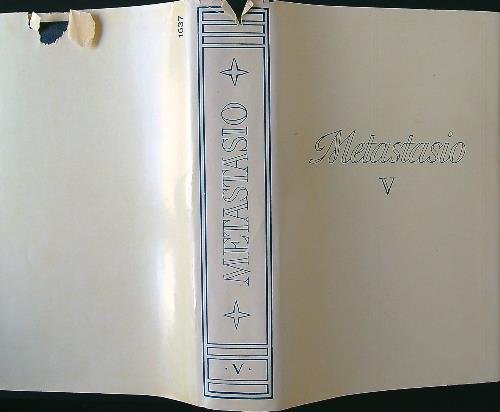 1637
METASTASIO
· V ·
Metastasio
V